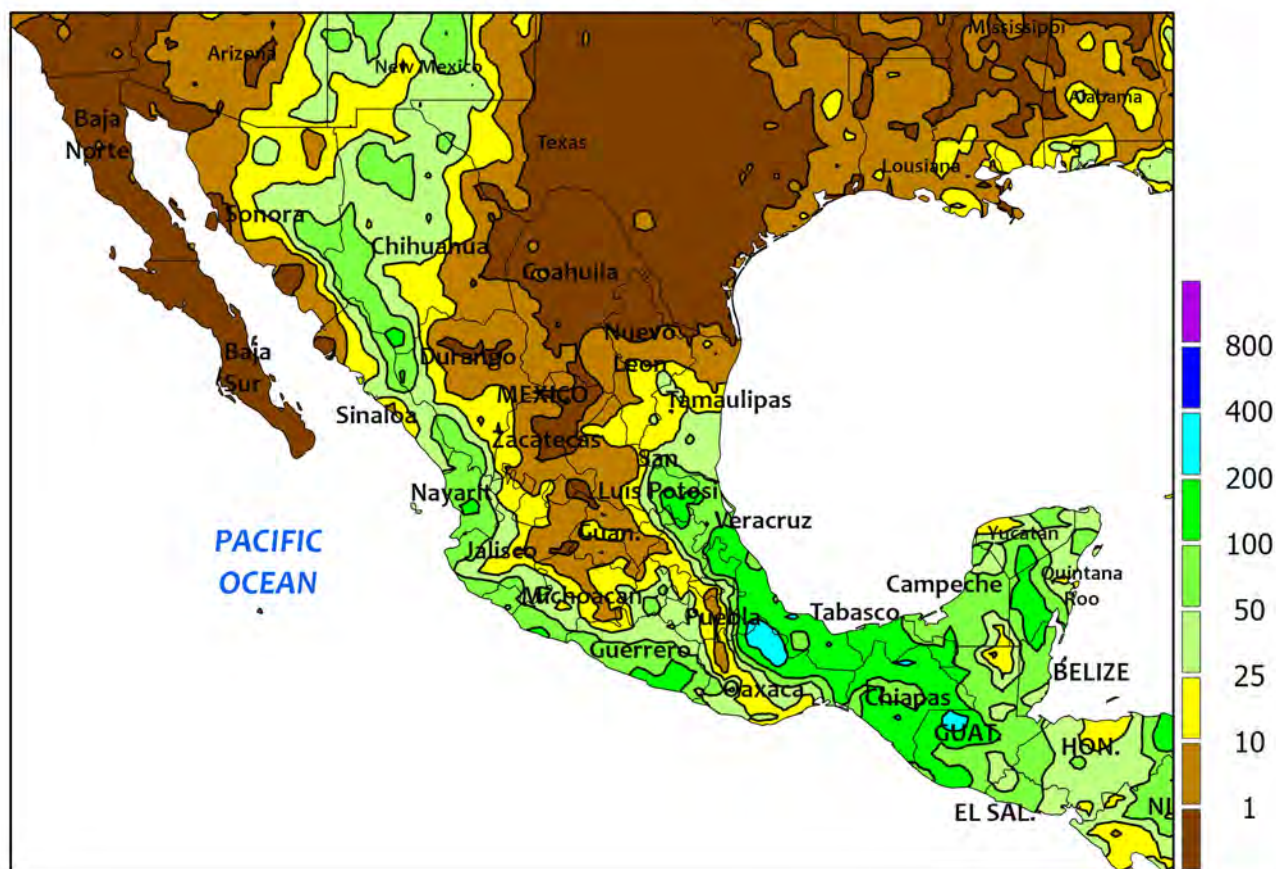 Mississippi
Arizona
New Mexico
Alabama
Baja
Norte
Texas
Lousiana
Sonora
Chihuahua
Coahuila
Nuevo
Leon
Baja
Sur
Durango
MEXICO
Tamaulipas
Sinaloa
Zacatecas
San
Luis Potosi
Nayarit
Veracruz
PACIFIC
OCEAN
Guan.
Yucatan
Jalisco
Campeche
Quintana
Roo
Michoacan
Puebla
Tabasco
Guerrero
BELIZE
Oaxaca
Chiapas
GUAT.
HON.
EL SAL.
NI
800
400
200
100
50
25
10
1